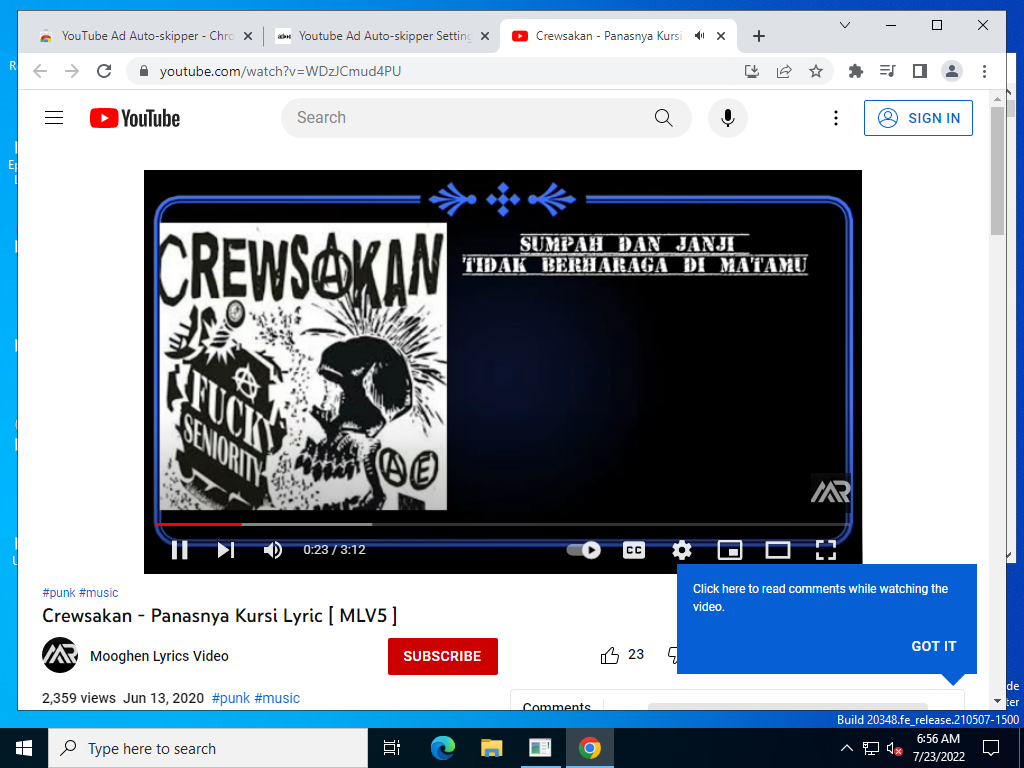 YouTube Ad Auto-skipper - Chro
Youtube Ad Auto-skipper Setting
Crewsakan - Panasnya Kursi
youtube.com/watch?v=WDzJCmud4PU
YouTube
Search
SIGN IN
SUMPAH DAN JANJI
TIDAK BERHARAGA DI MATAMU
CREWSAKAN
FUCK
SENIORITY
A E
MR
0:23 / 3:12
CC
#punk #music
Crewsakan - Panasnya Kursi Lyric [ MLV5 ]
Mooghen Lyrics Video
SUBSCRIBE
23
Click here to read comments while watching the
video.
GOT IT
2,359 views Jun 13, 2020 #punk #music
Comments
Build 20348.fe_release.210507-1500
Type here to search
6:56 AM
7/23/2022